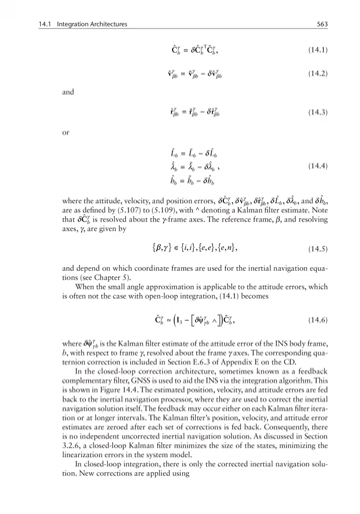 14.1 Integration Architectures 563
Ĉ_b^γ = δĈ_b^γT C̃_b^γ, (14.1)
v̂_βb^γ = ṽ_βb^γ − δv̂_βb^γ (14.2)
and
r̂_βb^γ = r̃_βb^γ − δr̂_βb^γ (14.3)
or
L̂_b = L̃_b − δL̂_b
λ̂_b = λ̃_b − δλ̂_b , (14.4)
ĥ_b = h̃_b − δĥ_b
where the attitude, velocity, and position errors, δĈ_b^γ, δv̂_βb^γ, δr̂_βb^γ, δL̂_b, δλ̂_b, and δĥ_b,
are as defined by (5.107) to (5.109), with ^ denoting a Kalman filter estimate. Note
that δĈ_b^γ is resolved about the γ-frame axes. The reference frame, β, and resolving
axes, γ, are given by
{β,γ} ∈ {i,i},{e,e},{e,n}, (14.5)
and depend on which coordinate frames are used for the inertial navigation equa-
tions (see Chapter 5).
When the small angle approximation is applicable to the attitude errors, which
is often not the case with open-loop integration, (14.1) becomes
Ĉ_b^γ ≈ (I_3 − [δψ̂_γb^γ ∧])C̃_b^γ, (14.6)
where δψ̂_γb^γ is the Kalman filter estimate of the attitude error of the INS body frame,
b, with respect to frame γ, resolved about the frame γ axes. The corresponding qua-
ternion correction is included in Section E.6.3 of Appendix E on the CD.
In the closed-loop correction architecture, sometimes known as a feedback
complementary filter, GNSS is used to aid the INS via the integration algorithm. This
is shown in Figure 14.4. The estimated position, velocity, and attitude errors are fed
back to the inertial navigation processor, where they are used to correct the inertial
navigation solution itself. The feedback may occur either on each Kalman filter itera-
tion or at longer intervals. The Kalman filter's position, velocity, and attitude error
estimates are zeroed after each set of corrections is fed back. Consequently, there
is no independent uncorrected inertial navigation solution. As discussed in Section
3.2.6, a closed-loop Kalman filter minimizes the size of the states, minimizing the
linearization errors in the system model.
In closed-loop integration, there is only the corrected inertial navigation solu-
tion. New corrections are applied using